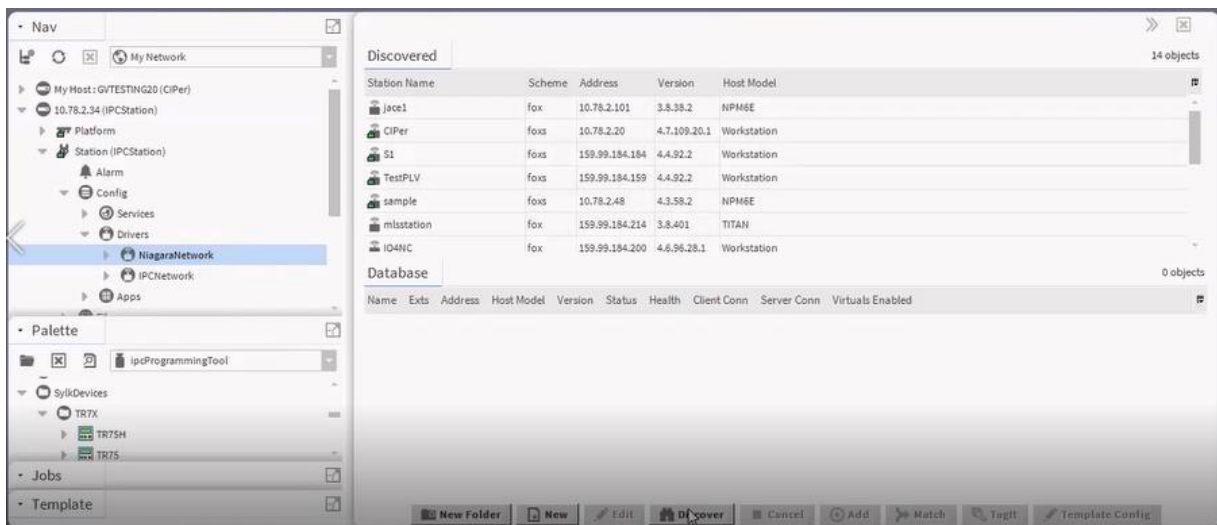 Nav
My Network
My Host : GVTESTING20 (CIPer)
10.78.2.34 (IPCStation)
Platform
Station (IPCStation)
Alarm
Config
Services
Drivers
NiagaraNetwork
IPCNetwork
Apps
Palette
ipcProgrammingTool
SylkDevices
TR7X
TR75H
TR75
Jobs
Template
Discovered 14 objects
Station Name Scheme Address Version Host Model
jace1 fox 10.78.2.101 3.8.38.2 NPM6E
CIPer foxs 10.78.2.20 4.7.109.20.1 Workstation
S1 foxs 159.99.184.184 4.4.92.2 Workstation
TestPLV foxs 159.99.184.159 4.4.92.2 Workstation
sample foxs 10.78.2.48 4.3.58.2 NPM6E
mlsstation fox 159.99.184.214 3.8.401 TITAN
IO4NC fox 159.99.184.200 4.6.96.28.1 Workstation
Database 0 objects
Name Exts Address Host Model Version Status Health Client Conn Server Conn Virtuals Enabled
New Folder New Edit Discover Cancel Add Match TagIt Template Config